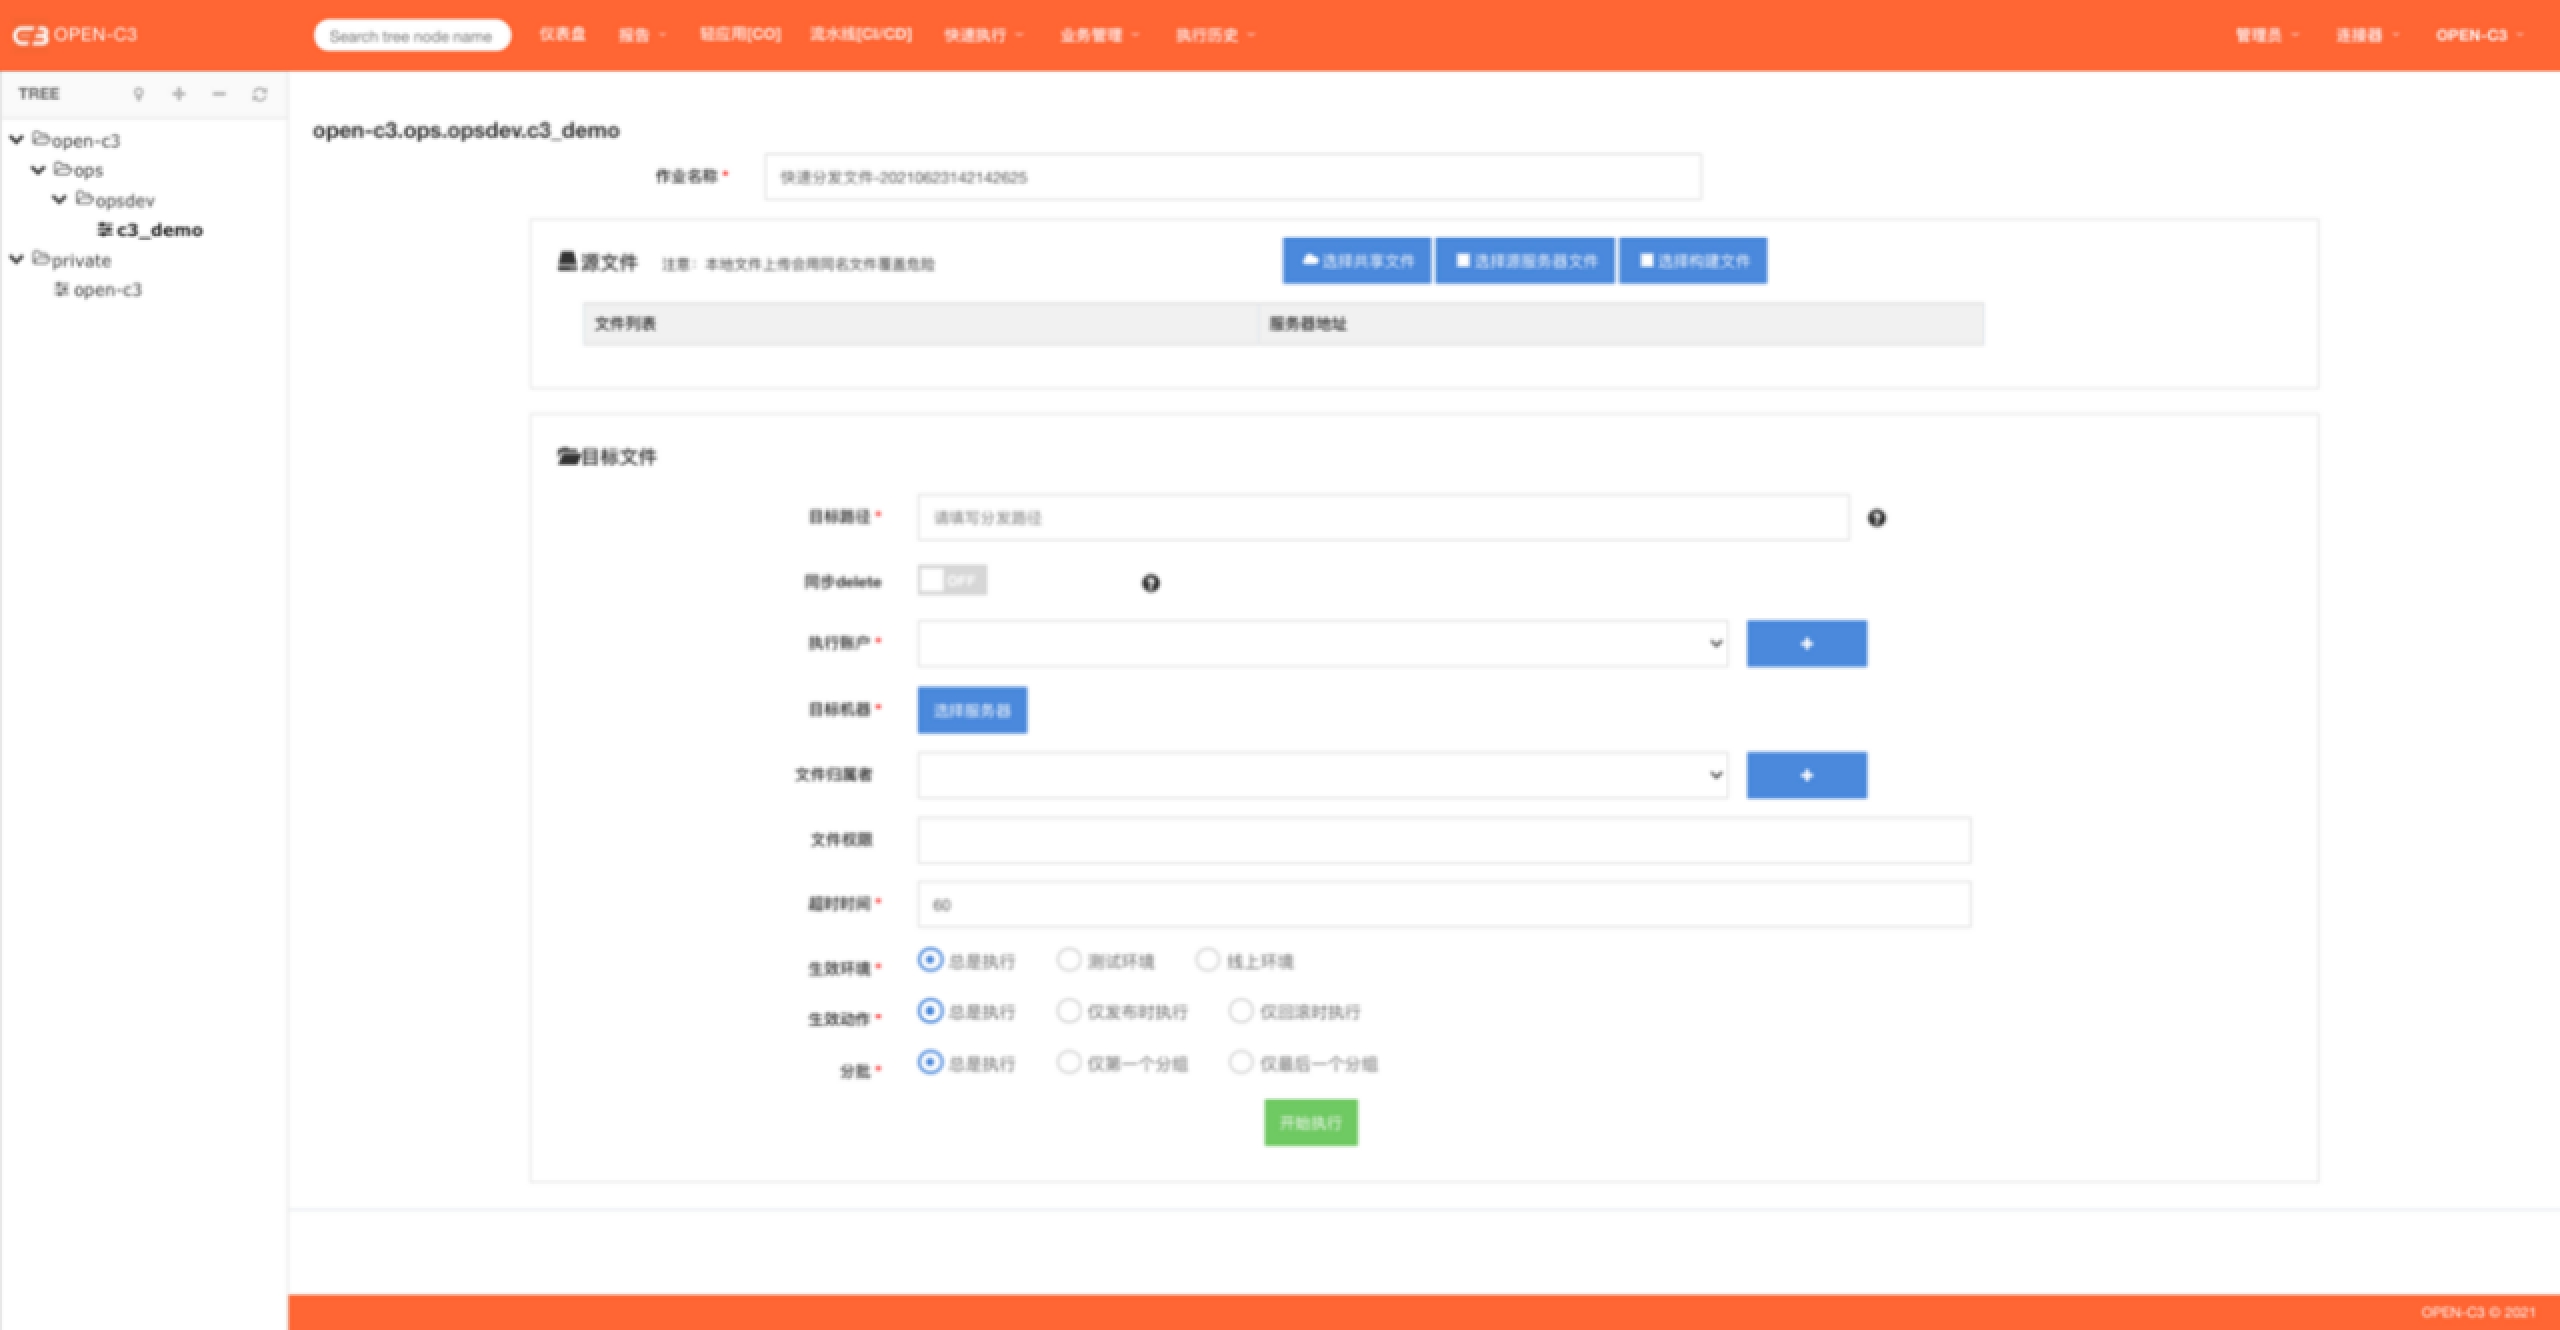 C3 OPEN-C3
Search tree node name
仪表盘
报告
轻应用[CO]
流水线[CI/CD]
快速执行
业务管理
执行历史
管理员
连接器
OPEN-C3
TREE
open-c3
ops
opsdev
c3_demo
private
open-c3
open-c3.ops.opsdev.c3_demo
作业名称*
快速分发文件-20210623142142625
源文件
注意：本地文件上传会用同名文件覆盖危险
选择共享文件
选择源服务器文件
选择构建文件
文件列表
服务器地址
目标文件
目标路径*
请填写分发路径
同步delete
OFF
执行账户*
目标机器*
选择服务器
文件归属者
文件权限
超时时间*
60
生效环境*
总是执行
测试环境
线上环境
生效动作*
总是执行
仅发布时执行
仅回滚时执行
分批*
总是执行
仅第一个分组
仅最后一个分组
开始执行
OPEN-C3 © 2021